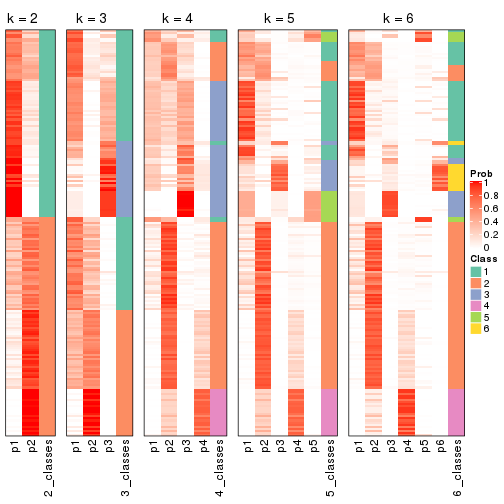 k = 2
k = 3
k = 4
k = 5
k = 6
Prob
1
0.8
0.6
0.4
0.2
0
Class
1
2
3
4
5
6
p1
p2
2_classes
p1
p2
p3
3_classes
p1
p2
p3
p4
4_classes
p1
p2
p3
p4
p5
5_classes
p1
p2
p3
p4
p5
p6
6_classes